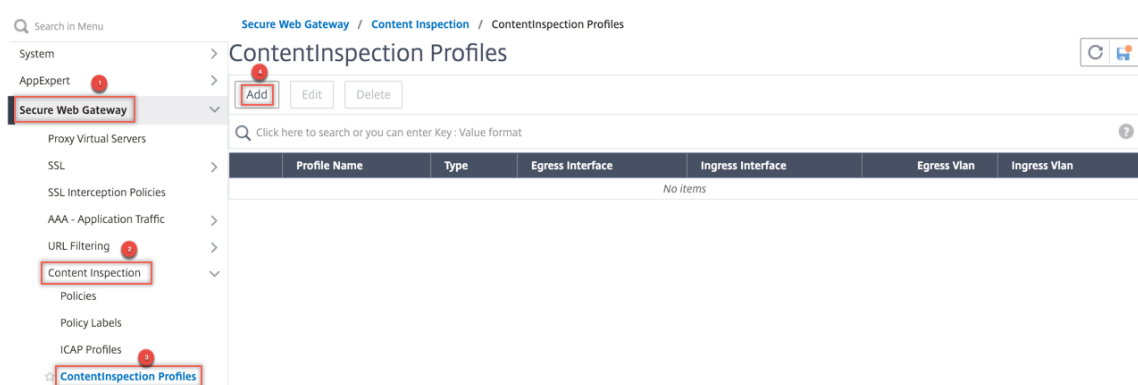 Search in Menu
Secure Web Gateway / Content Inspection / ContentInspection Profiles
System
ContentInspection Profiles
AppExpert
1
4
Add Edit Delete
Secure Web Gateway
Proxy Virtual Servers
Click here to search or you can enter Key : Value format
?
SSL
Profile Name Type Egress Interface Ingress Interface Egress Vlan Ingress Vlan
No items
SSL Interception Policies
AAA - Application Traffic
URL Filtering
2
Content Inspection
Policies
Policy Labels
ICAP Profiles
3
ContentInspection Profiles